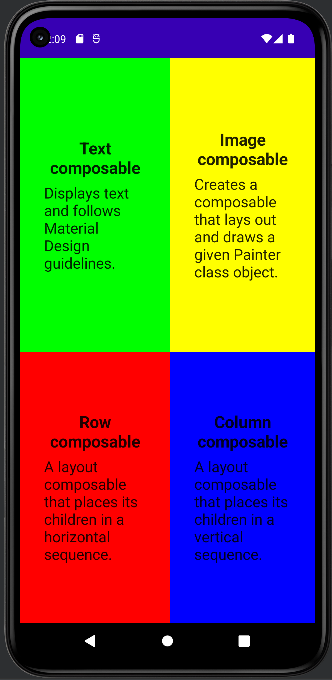 :09
Text
composable
Displays text
and follows
Material
Design
guidelines.
Image
composable
Creates a
composable
that lays out
and draws a
given Painter
class object.
Row
composable
A layout
composable
that places its
children in a
horizontal
sequence.
Column
composable
A layout
composable
that places its
children in a
vertical
sequence.